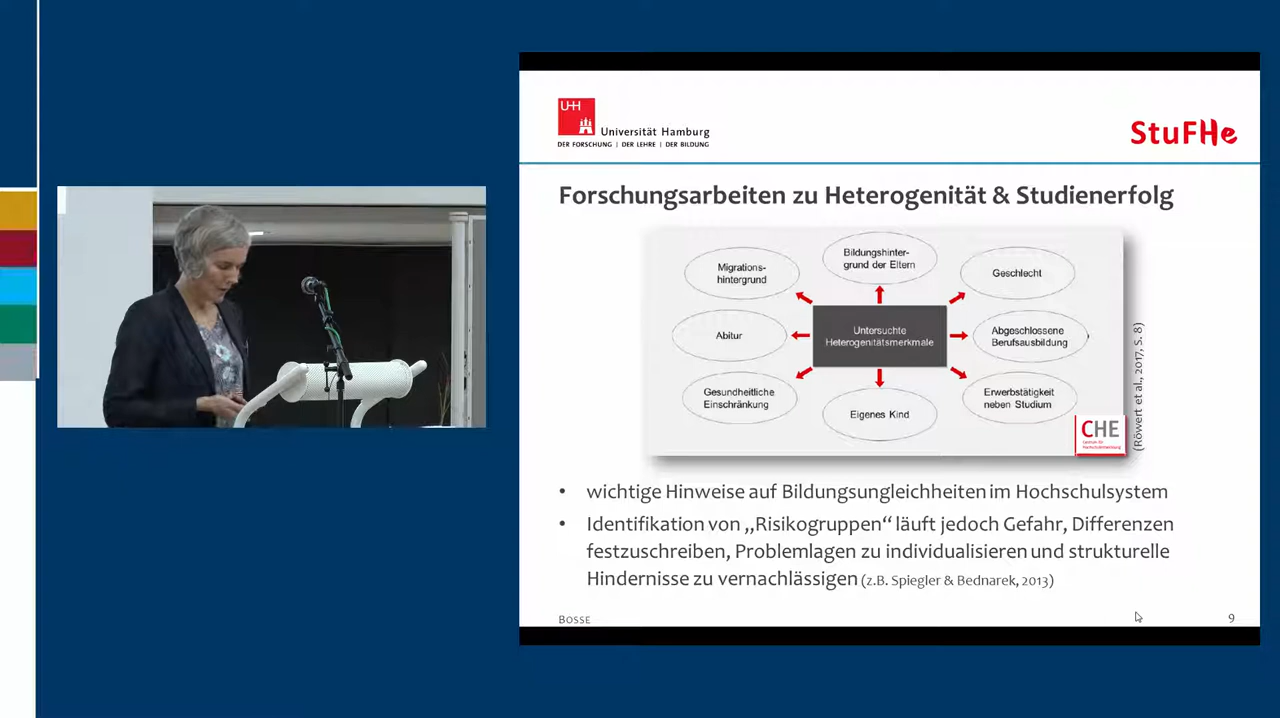 UHH
Universität Hamburg
DER FORSCHUNG | DER LEHRE | DER BILDUNG
StuFHe
Forschungsarbeiten zu Heterogenität & Studienerfolg
Migrations-
hintergrund
Bildungshinter-
grund der Eltern
Geschlecht
Abitur
Untersuchte
Heterogenitätsmerkmale
Abgeschlossene
Berufsausbildung
Gesundheitliche
Einschränkung
Eigenes Kind
Erwerbstätigkeit
neben Studium
CHE
Centrum für
Hochschulentwicklung
(Röwert et al., 2017, S. 8)
• wichtige Hinweise auf Bildungsungleichheiten im Hochschulsystem
• Identifikation von „Risikogruppen“ läuft jedoch Gefahr, Differenzen
festzuschreiben, Problemlagen zu individualisieren und strukturelle
Hindernisse zu vernachlässigen (z.B. Spiegler & Bednarek, 2013)
BOSSE
9